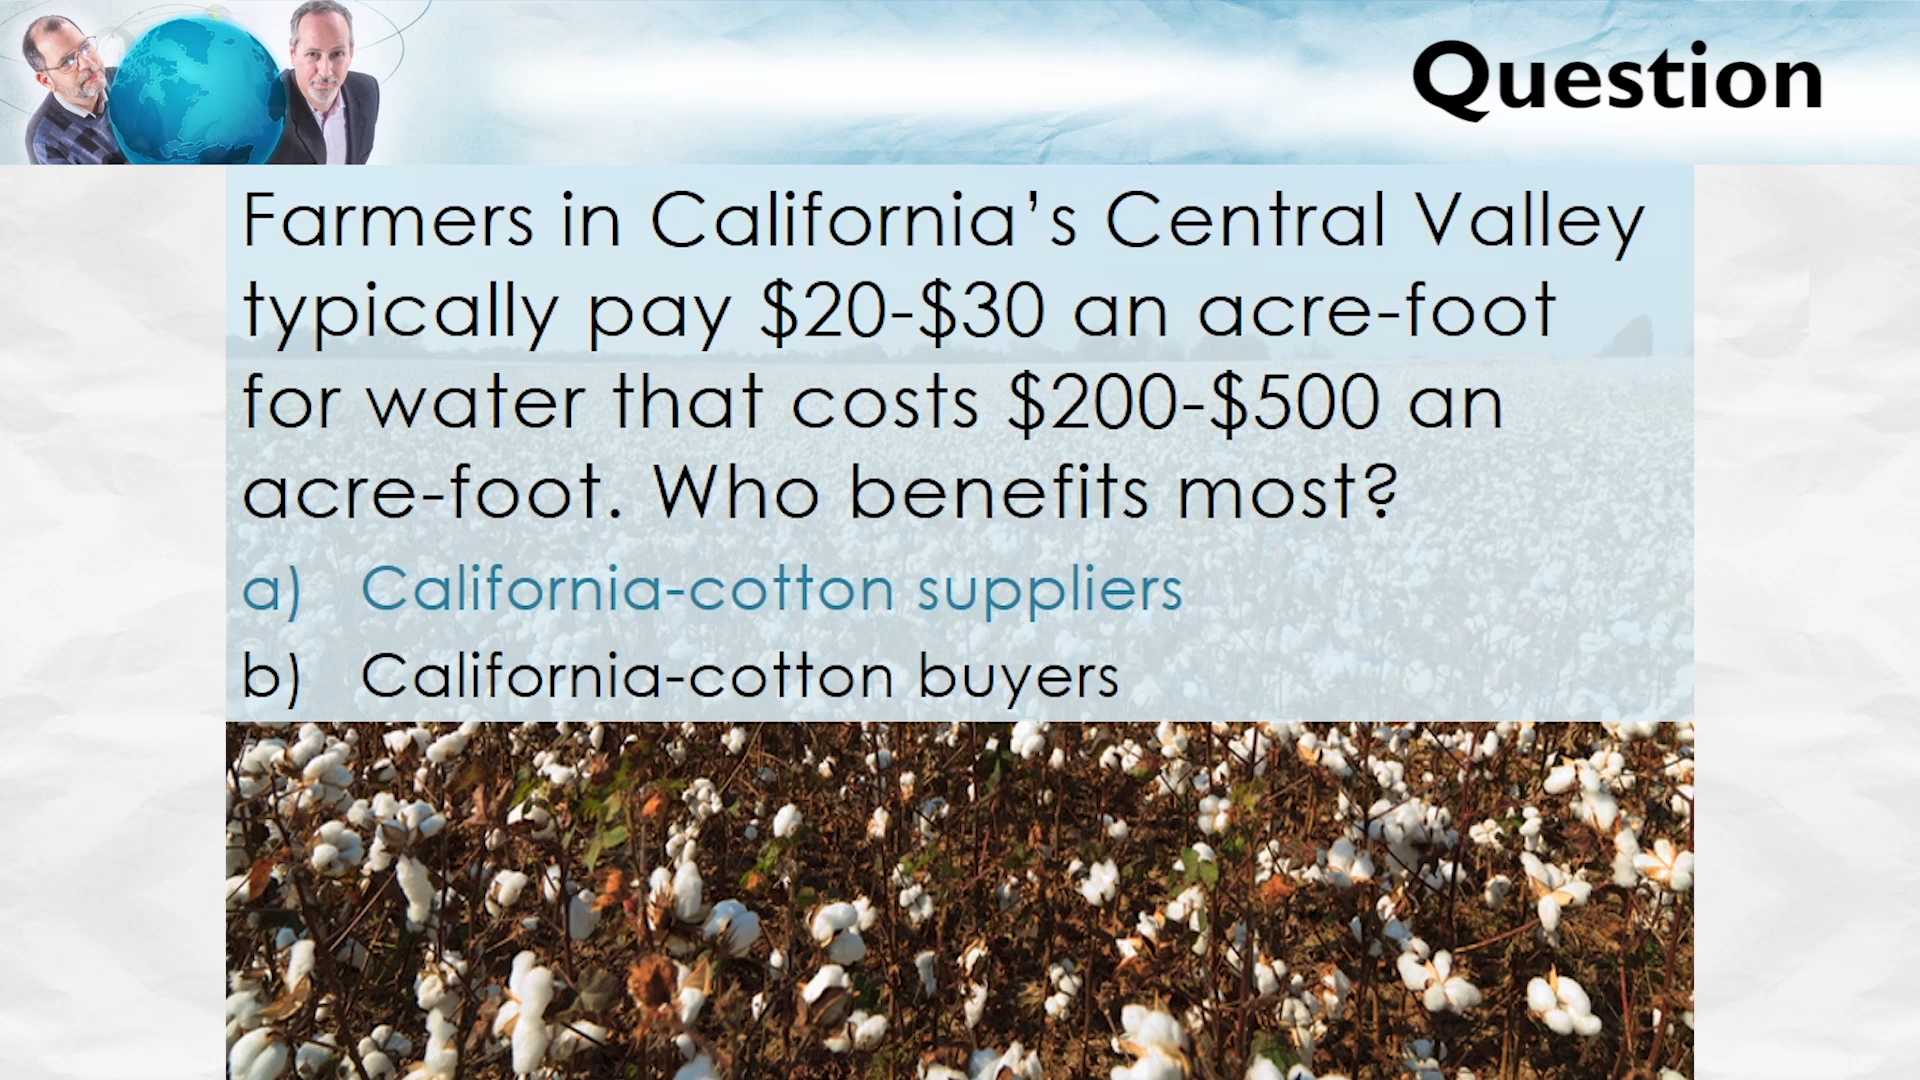 Question
Farmers in California’s Central Valley
typically pay $20-$30 an acre-foot
for water that costs $200-$500 an
acre-foot. Who benefits most?
a) California-cotton suppliers
b) California-cotton buyers